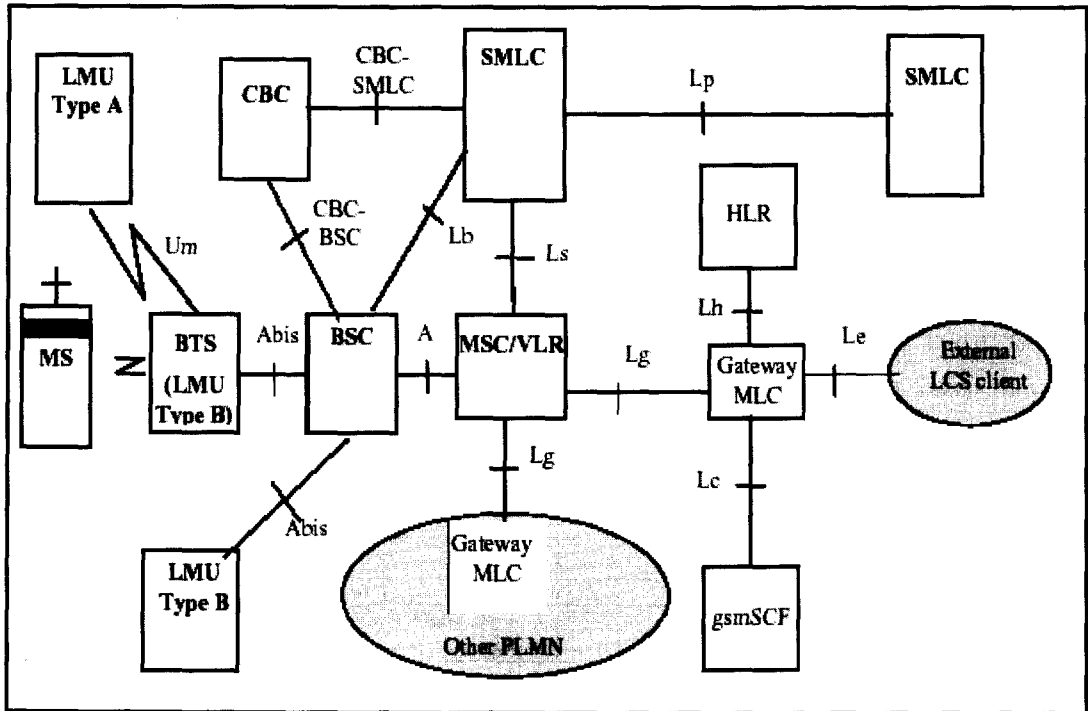 LMU
Type A
CBC
CBC-
SMLC
SMLC
Lp
SMLC
Um
CBC-
BSC
Lb
Ls
HLR
Lh
MS
BTS
(LMU
Type B)
Abis
BSC
A
MSC/VLR
Lg
Gateway
MLC
Le
External
LCS client
Abis
LMU
Type B
Lg
Gateway
MLC
Other PLMN
Lc
gsmSCF